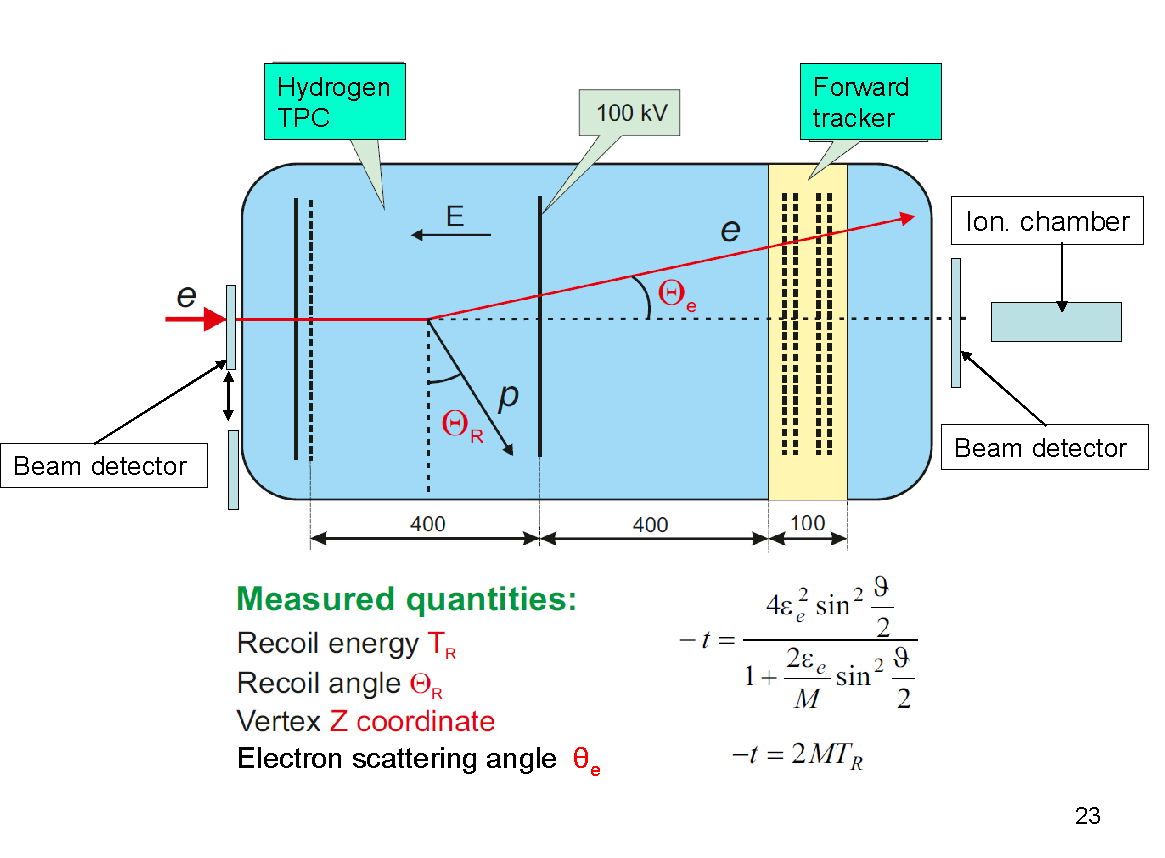 Hydrogen
TPC
100 kV
Forward
tracker
E
e
Ion. chamber
e
Θe
p
ΘR
Beam detector
Beam detector
400
400
100
Measured quantities:
Recoil energy TR
Recoil angle ΘR
Vertex Z coordinate
Electron scattering angle θe
−t = 4εe² sin² ϑ/2 / (1 + 2εe/M sin² ϑ/2)
−t = 2MTR
23